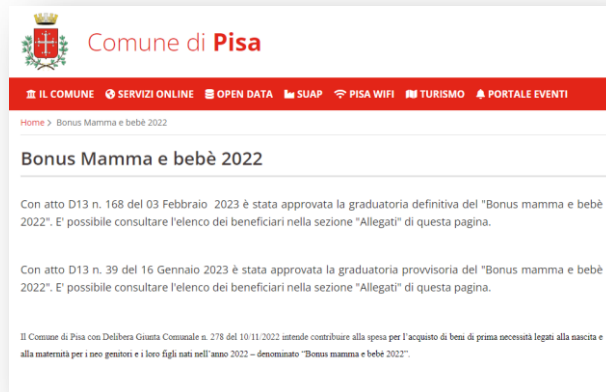 Comune di Pisa
IL COMUNE SERVIZI ONLINE OPEN DATA SUAP PISA WIFI TURISMO PORTALE EVENTI
Home > Bonus Mamma e bebè 2022
Bonus Mamma e bebè 2022
Con atto D13 n. 168 del 03 Febbraio 2023 è stata approvata la graduatoria definitiva del "Bonus mamma e bebè
2022". E' possibile consultare l'elenco dei beneficiari nella sezione "Allegati" di questa pagina.
Con atto D13 n. 39 del 16 Gennaio 2023 è stata approvata la graduatoria provvisoria del "Bonus mamma e bebè
2022". E' possibile consultare l'elenco dei beneficiari nella sezione "Allegati" di questa pagina.
Il Comune di Pisa con Delibera Giunta Comunale n. 278 del 10/11/2022 intende contribuire alla spesa per l'acquisto di beni di prima necessità legati alla nascita e
alla maternità per i neo genitori e i loro figli nati nell'anno 2022 – denominato "Bonus mamma e bebé 2022".